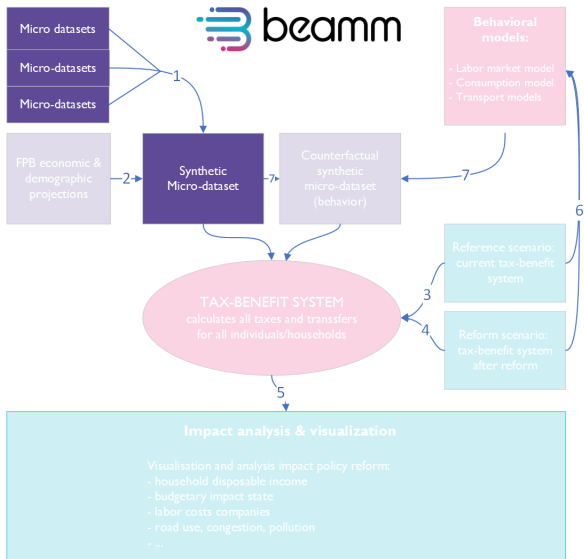 beamm
Micro datasets
Micro-datasets
Micro-datasets
1
Behavioral
models:
- Labor market model
- Consumption model
- Transport models
FPB economic &
demographic
projections
2
Synthetic
Micro-dataset
7
Counterfactual
synthetic
micro-dataset
(behavior)
7
6
Reference scenario:
current tax-benefit
system
3
TAX-BENEFIT SYSTEM
calculates all taxes and transsfers
for all individuals/households
4
Reform scenario:
tax-benefit system
after reform
5
Impact analysis & visualization
Visualisation and analysis impact policy reform:
- household disposable income
- budgetary impact state
- labor costs companies
- road use, congestion, pollution
- ...